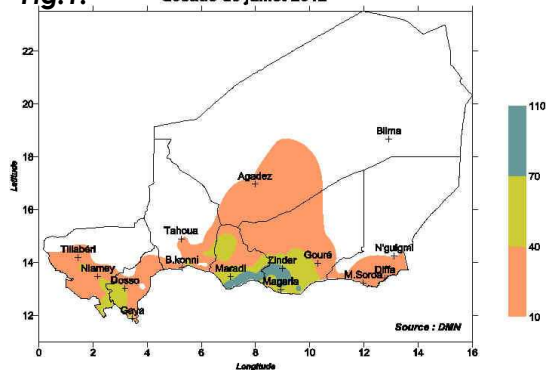 Fig.1:
22
20
18
16
14
12
0 2 4 6 8 10 12 14 16
Latitude
Longitude
Bilma
Agadez
Tahoua
Tillabéri
N'guigmi
Niamey
B.konni
Maradi
Zinder
Gouré
Diffa
Dosso
Magaria
M.Soroa
Gaya
Source : DMN
110
70
40
10